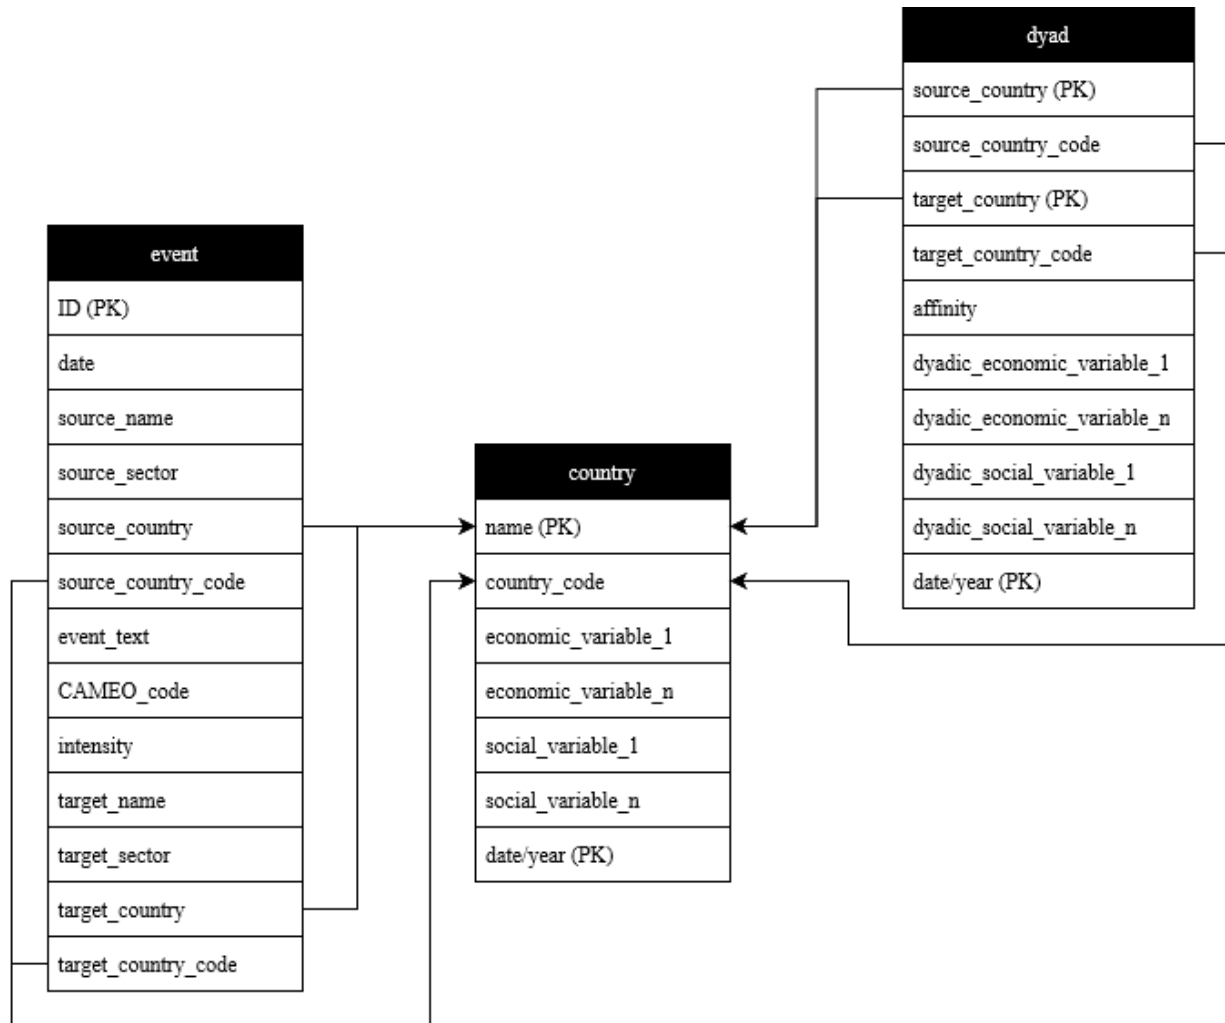 dyad
source_country (PK)
source_country_code
target_country (PK)
target_country_code
affinity
dyadic_economic_variable_1
dyadic_economic_variable_n
dyadic_social_variable_1
dyadic_social_variable_n
date/year (PK)
event
ID (PK)
date
source_name
source_sector
source_country
source_country_code
event_text
CAMEO_code
intensity
target_name
target_sector
target_country
target_country_code
country
name (PK)
country_code
economic_variable_1
economic_variable_n
social_variable_1
social_variable_n
date/year (PK)